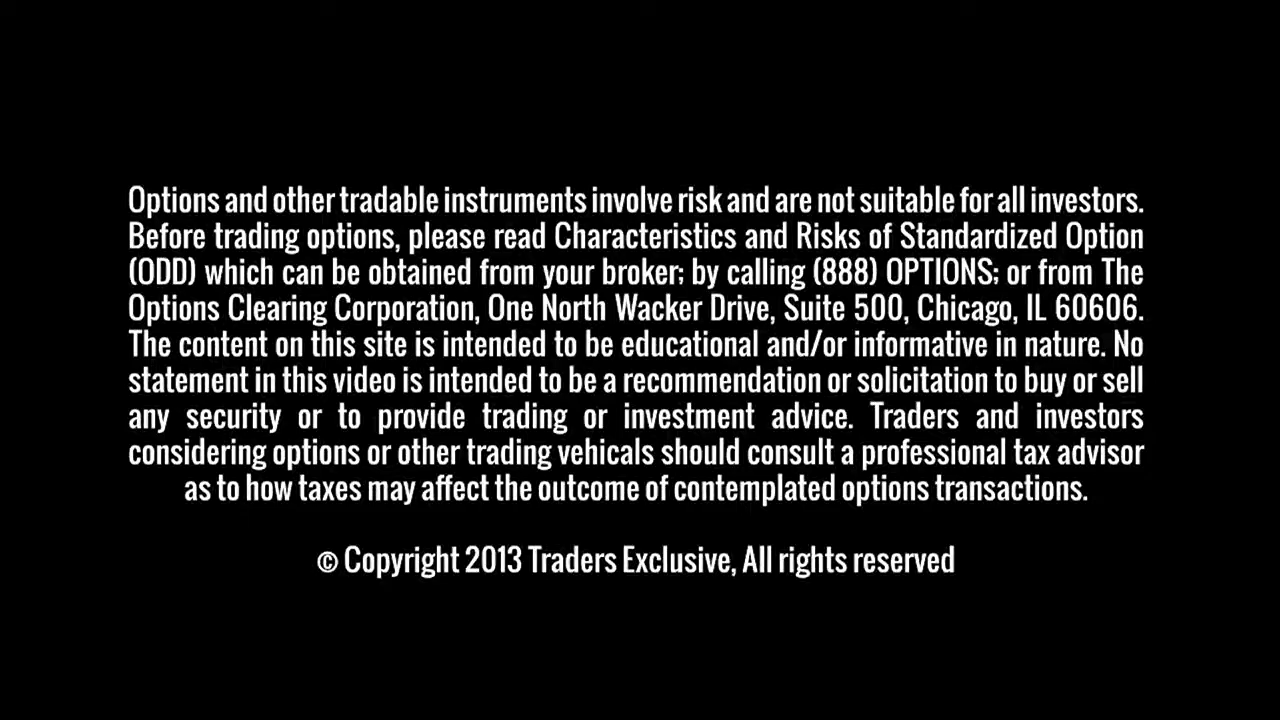 Options and other tradable instruments involve risk and are not suitable for all investors.
Before trading options, please read Characteristics and Risks of Standardized Option
(ODD) which can be obtained from your broker; by calling (888) OPTIONS; or from The
Options Clearing Corporation, One North Wacker Drive, Suite 500, Chicago, IL 60606.
The content on this site is intended to be educational and/or informative in nature. No
statement in this video is intended to be a recommendation or solicitation to buy or sell
any security or to provide trading or investment advice. Traders and investors
considering options or other trading vehicals should consult a professional tax advisor
as to how taxes may affect the outcome of contemplated options transactions.
© Copyright 2013 Traders Exclusive, All rights reserved